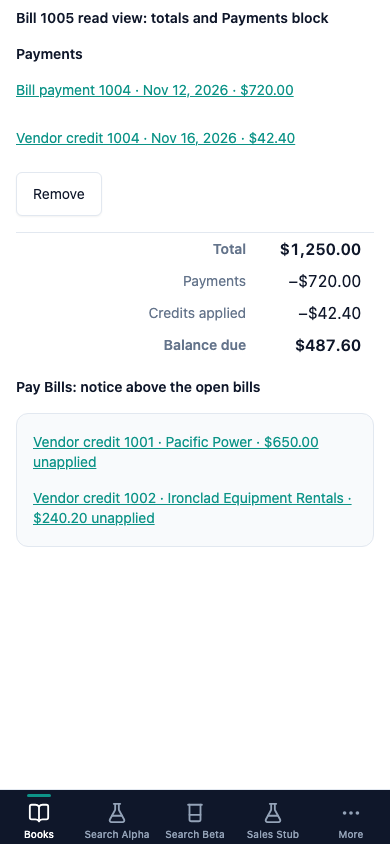 Bill 1005 read view: totals and Payments block
Payments
Bill payment 1004 · Nov 12, 2026 · $720.00
Vendor credit 1004 · Nov 16, 2026 · $42.40
Remove
Total $1,250.00
Payments –$720.00
Credits applied –$42.40
Balance due $487.60
Pay Bills: notice above the open bills
Vendor credit 1001 · Pacific Power · $650.00
unapplied
Vendor credit 1002 · Ironclad Equipment Rentals ·
$240.20 unapplied
Books Search Alpha Search Beta Sales Stub More